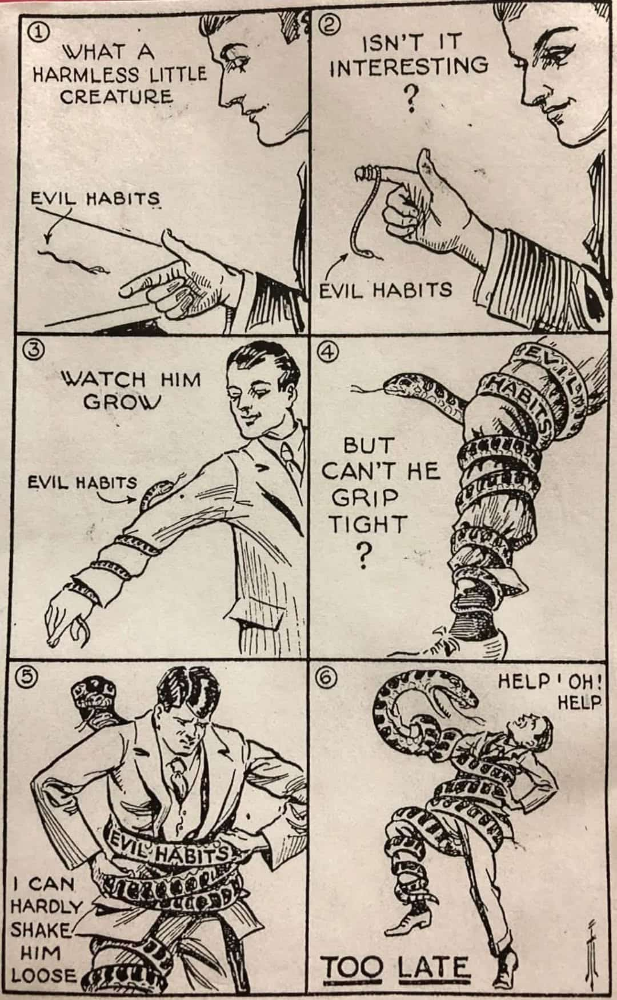 1
WHAT A
HARMLESS LITTLE
CREATURE
EVIL HABITS
2
ISN'T IT
INTERESTING
?
EVIL HABITS
3
WATCH HIM
GROW
EVIL HABITS
4
EVIL
HABITS
BUT
CAN'T HE
GRIP
TIGHT
?
5
EVIL HABITS
I CAN
HARDLY
SHAKE
HIM
LOOSE
6
HELP ! OH!
HELP
TOO LATE